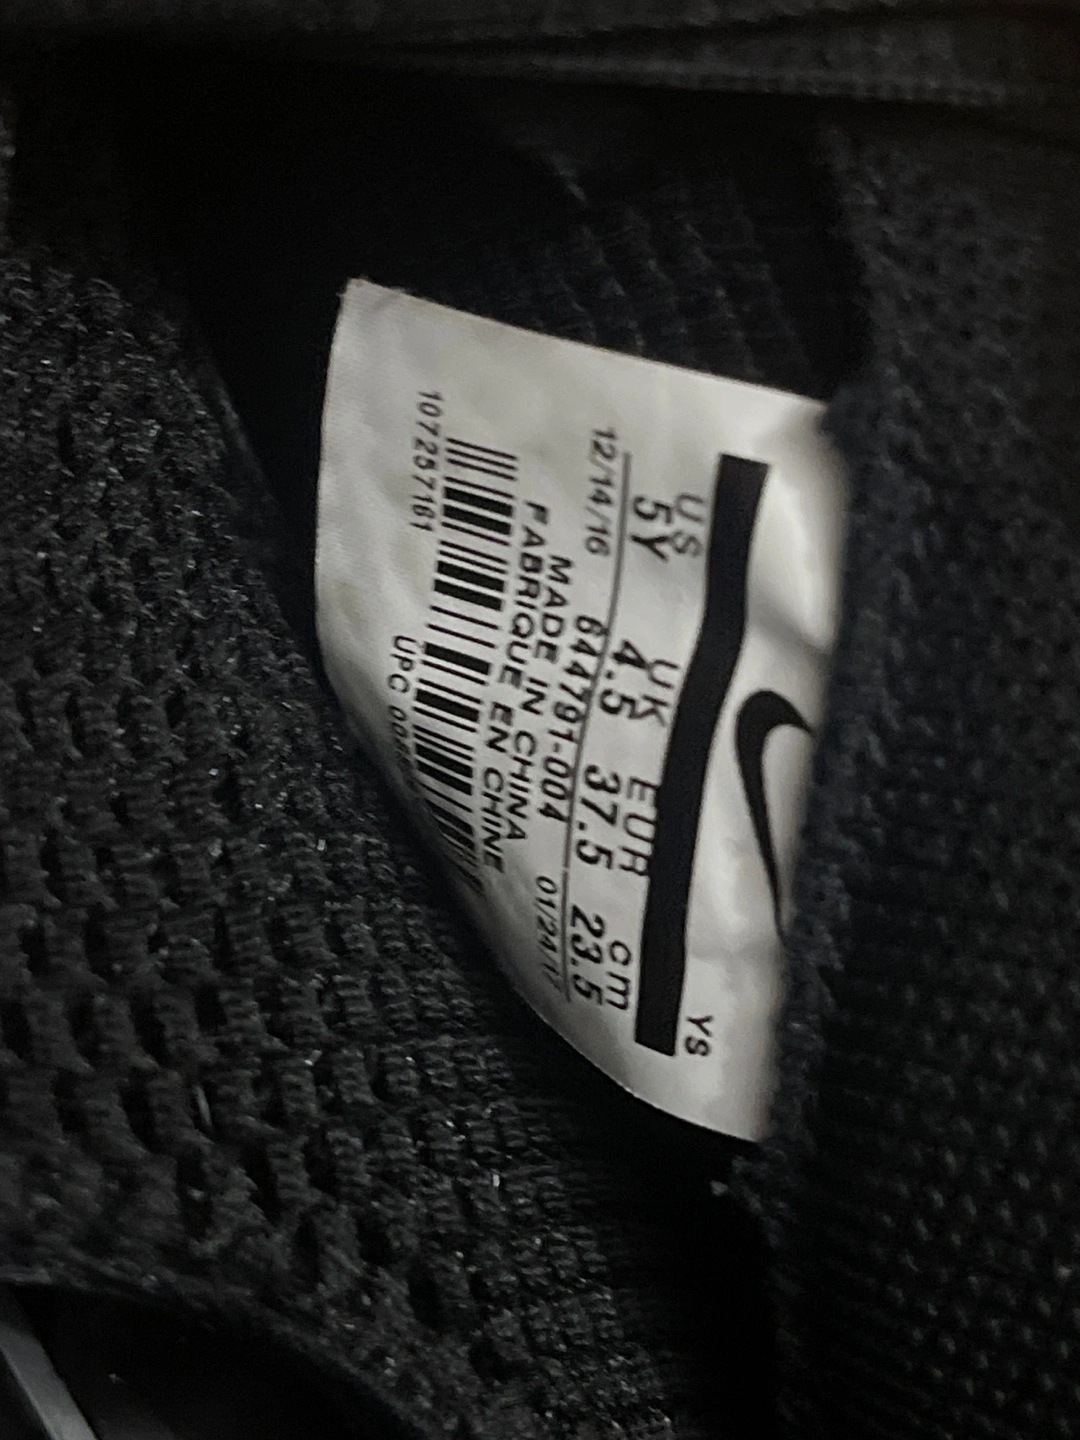 YS
US UK EUR cm
5Y 4.5 37.5 23.5
12/14/16 644791-004 01/24/17
MADE IN CHINA
FABRIQUE EN CHINE
107257161
UPC